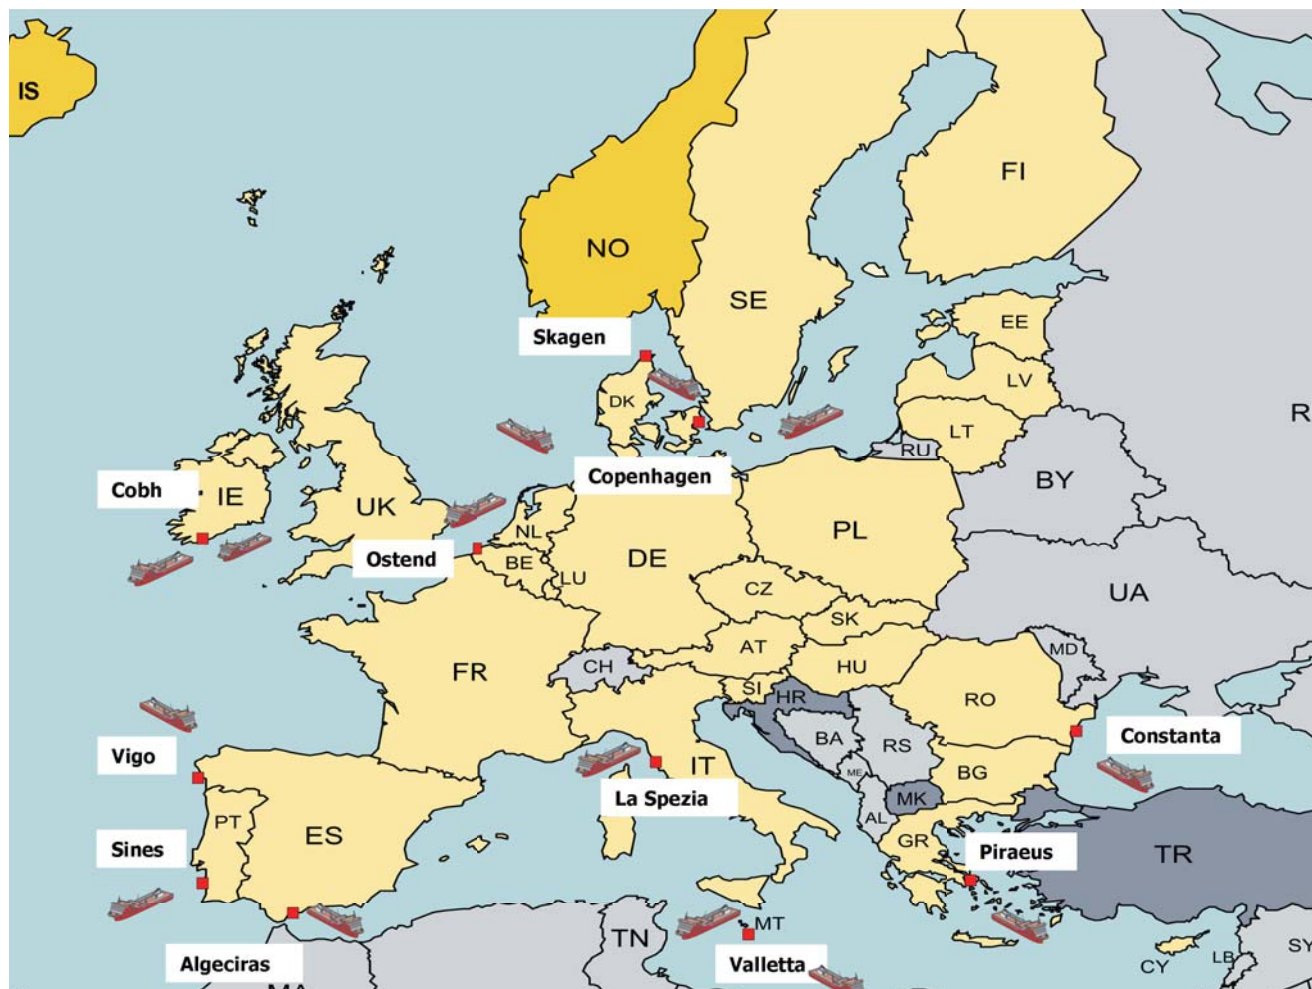 IS
FI
NO
SE
EE
Skagen
LV
DK
R
LT
RU
Copenhagen
BY
Cobh
IE
UK
NL
PL
Ostend
BE
DE
LU
CZ
UA
SK
AT
MD
CH
HU
FR
SI
HR
RO
Vigo
BA
RS
Constanta
IT
ME
BG
La Spezia
MK
PT
AL
ES
GR
Sines
Piraeus
TR
MT
TN
Algeciras
Valletta
CY
LB
SY
MA